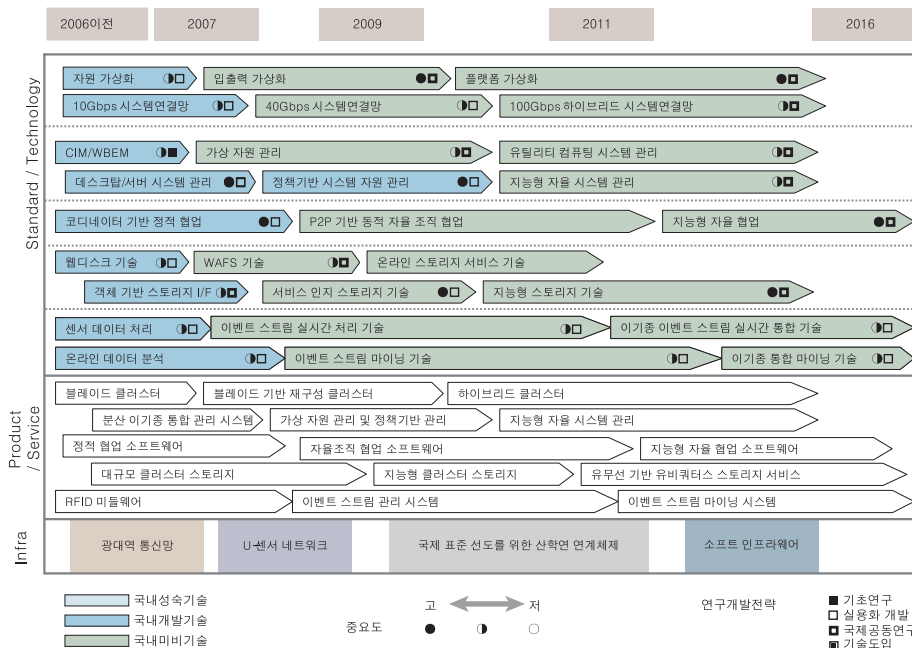 2006이전 2007 2009 2011 2016
Standard / Technology
자원 가상화 입출력 가상화 플랫폼 가상화
10Gbps 시스템연결망 40Gbps 시스템연결망 100Gbps 하이브리드 시스템연결망
CIM/WBEM 가상 자원 관리 유틸리티 컴퓨팅 시스템 관리
데스크탑/서버 시스템 관리 정책기반 시스템 자원 관리 지능형 자율 시스템 관리
코디네이터 기반 정적 협업 P2P 기반 동적 자율 조직 협업 지능형 자율 협업
웹디스크 기술 WAFS 기술 온라인 스토리지 서비스 기술
객체 기반 스토리지 I/F 서비스 인지 스토리지 기술 지능형 스토리지 기술
센서 데이터 처리 이벤트 스트림 실시간 처리 기술 이기종 이벤트 스트림 실시간 통합 기술
온라인 데이터 분석 이벤트 스트림 마이닝 기술 이기종 통합 마이닝 기술
Product / Service
블레이드 클러스터 블레이드 기반 재구성 클러스터 하이브리드 클러스터
분산 이기종 통합 관리 시스템 가상 자원 관리 및 정책기반 관리 지능형 자율 시스템 관리
정적 협업 소프트웨어 자율조직 협업 소프트웨어 지능형 자율 협업 소프트웨어
대규모 클러스터 스토리지 지능형 클러스터 스토리지 유무선 기반 유비쿼터스 스토리지 서비스
RFID 미들웨어 이벤트 스트림 관리 시스템 이벤트 스트림 마이닝 시스템
Infra
광대역 통신망 U-센서 네트워크 국제 표준 선도를 위한 산학연 연계체제 소프트 인프라웨어
국내성숙기술
국내개발기술
국내미비기술
고 저
중요도
연구개발전략
기초연구
실용화 개발
국제공동연구
기술도입